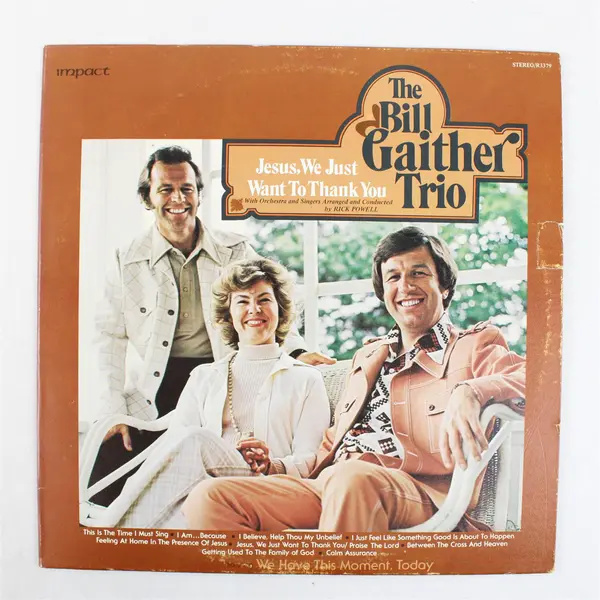 impact
STEREO/R3379
The
Bill
Gaither
Trio
Jesus, We Just
Want To Thank You
With Orchestra and Singers Arranged and Conducted
by RICK POWELL
This Is The Time I Must Sing • I Am...Because • I Believe, Help Thou My Unbelief • I Just Feel Like Something Good Is About To Happen
Feeling At Home In The Presence Of Jesus • Jesus, We Just Want To Thank You/ Praise The Lord • Between The Cross And Heaven
Getting Used To The Family of God • Calm Assurance
We Have This Moment, Today